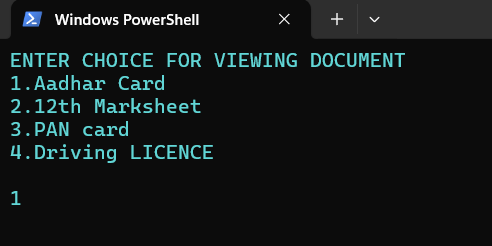 Windows PowerShell
ENTER CHOICE FOR VIEWING DOCUMENT
1.Aadhar Card
2.12th Marksheet
3.PAN card
4.Driving LICENCE
1